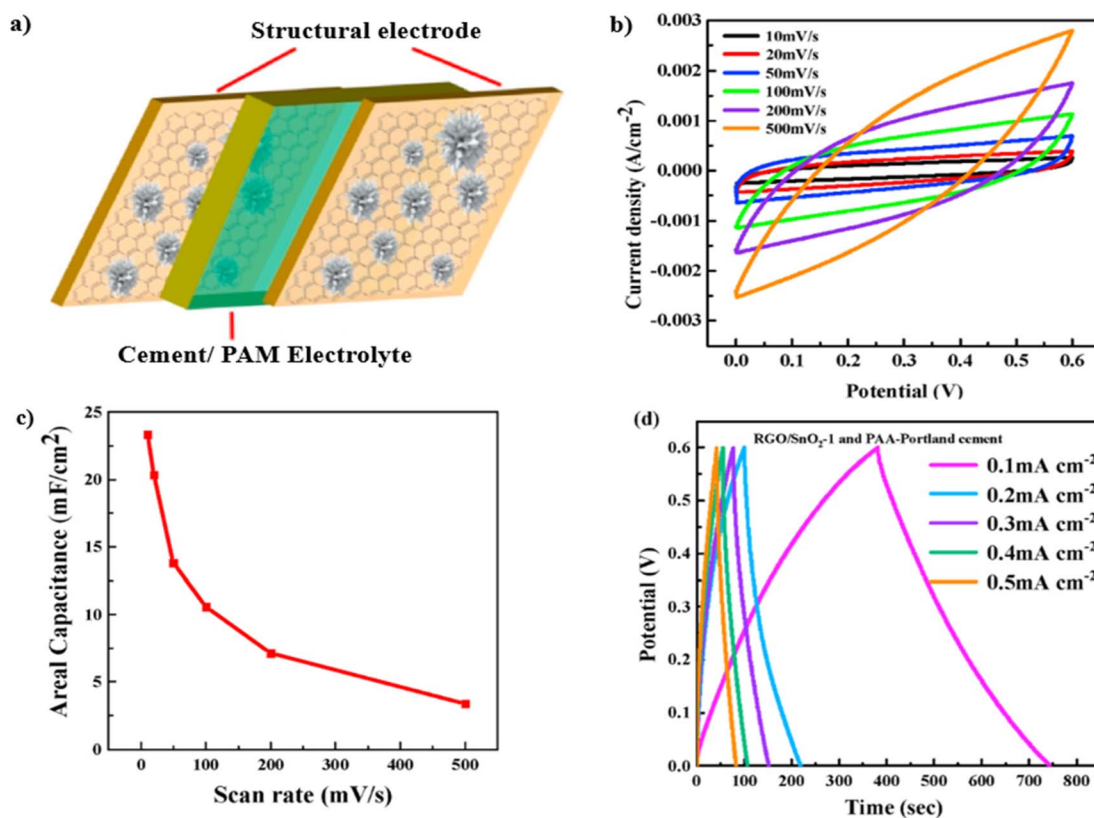 a)
Structural electrode
Cement/ PAM Electrolyte
b)
10mV/s
20mV/s
50mV/s
100mV/s
200mV/s
500mV/s
0.003
0.002
0.001
0.000
-0.001
-0.002
-0.003
Current density (A/cm⁻²)
0.0 0.1 0.2 0.3 0.4 0.5 0.6
Potential (V)
c)
25
20
15
10
5
0
Areal Capacitance (mF/cm²)
0 100 200 300 400 500
Scan rate (mV/s)
(d)
RGO/SnO₂-1 and PAA-Portland cement
0.1mA cm⁻²
0.2mA cm⁻²
0.3mA cm⁻²
0.4mA cm⁻²
0.5mA cm⁻²
0.7
0.6
0.5
0.4
0.3
0.2
0.1
0.0
Potential (V)
0 100 200 300 400 500 600 700 800
Time (sec)